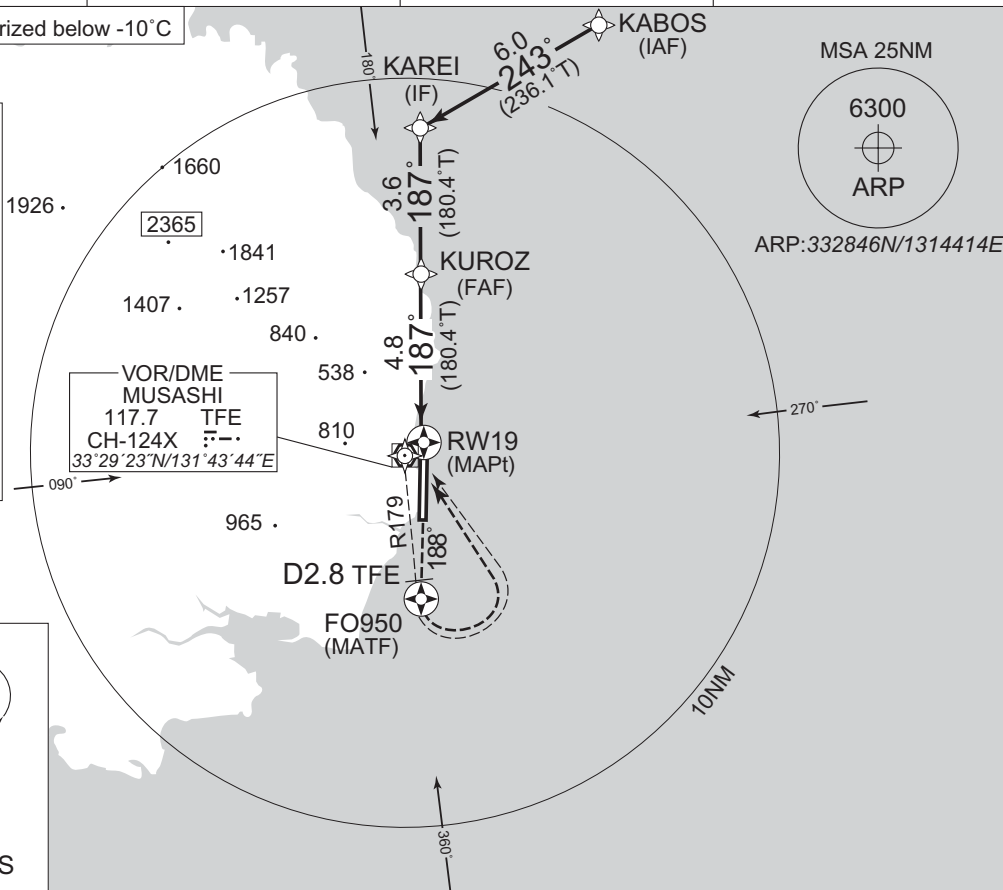 rized below -10˚C
KABOS
(IAF)
6.0
243˚
(236.1˚T)
180˚
KAREI
(IF)
MSA 25NM
6300
ARP
ARP:332846N/1314414E
1660
1926
2365
1841
3.6
187˚
(180.4˚T)
KUROZ
(FAF)
1407
1257
840
538
4.8
187˚
(180.4˚T)
VOR/DME
MUSASHI
117.7 TFE
CH-124X
33˚29´23˝N/131˚43´44˝E
810
RW19
(MAPt)
270˚
090˚
965
R179
188˚
D2.8 TFE
FO950
(MATF)
10NM
360˚
S